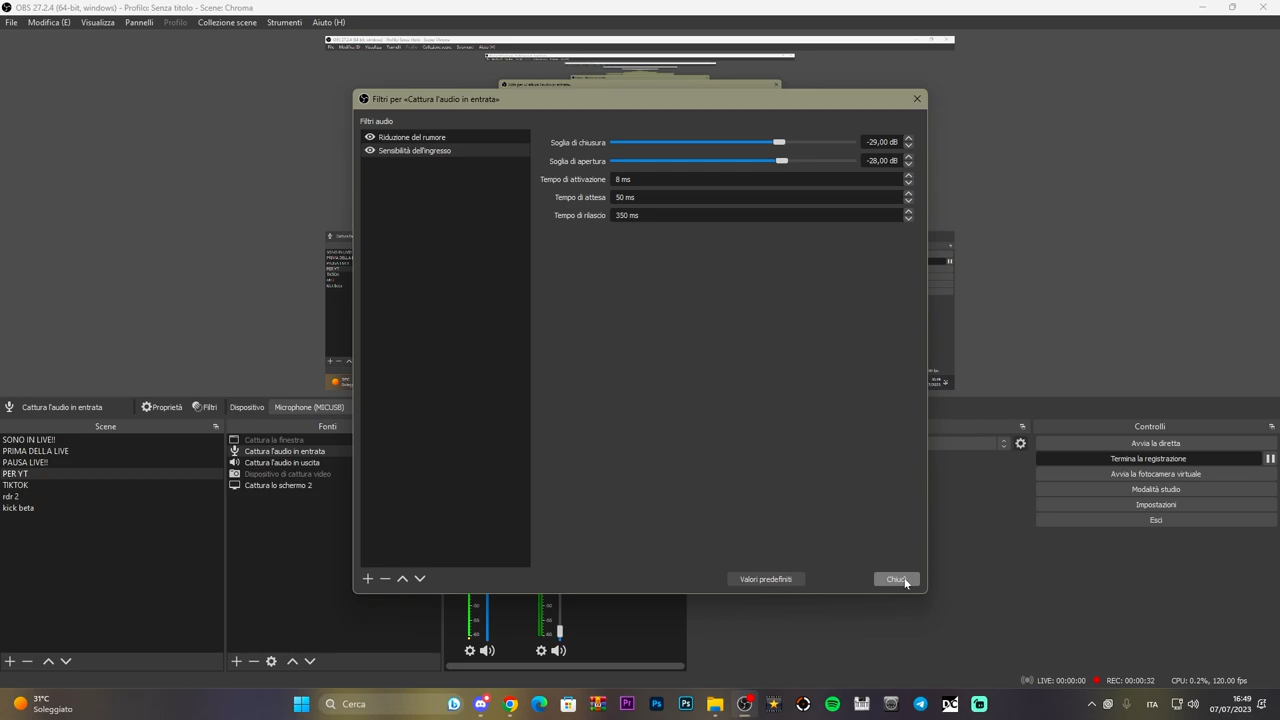 OBS 27.2.4 (64-bit, windows) - Profilo: Senza titolo - Scene: Chroma
File Modifica (E) Visualizza Pannelli Profilo Collezione scene Strumenti Aiuto (H)
Filtri per «Cattura l'audio in entrata»
Filtri audio
Riduzione del rumore
Sensibilità dell'ingresso
Soglia di chiusura -29,00 dB
Soglia di apertura -28,00 dB
Tempo di attivazione 8 ms
Tempo di attesa 50 ms
Tempo di rilascio 350 ms
Valori predefiniti Chiudi
Cattura l'audio in entrata Proprietà Filtri Dispositivo Microphone (MICUSB)
Scene
SONO IN LIVE!!
PRIMA DELLA LIVE
PAUSA LIVE!!
PER YT
TIKTOK
rdr 2
kick beta
Fonti
Cattura la finestra
Cattura l'audio in entrata
Cattura l'audio in uscita
Dispositivo di cattura video
Cattura lo schermo 2
-50 -50
-55 -55
-60 -60
Controlli
Avvia la diretta
Termina la registrazione
Avvia la fotocamera virtuale
Modalità studio
Impostazioni
Esci
LIVE: 00:00:00 REC: 00:00:32 CPU: 0.2%, 120.00 fps
31°C
Soleggiato
Cerca
ITA
16:49
07/07/2023